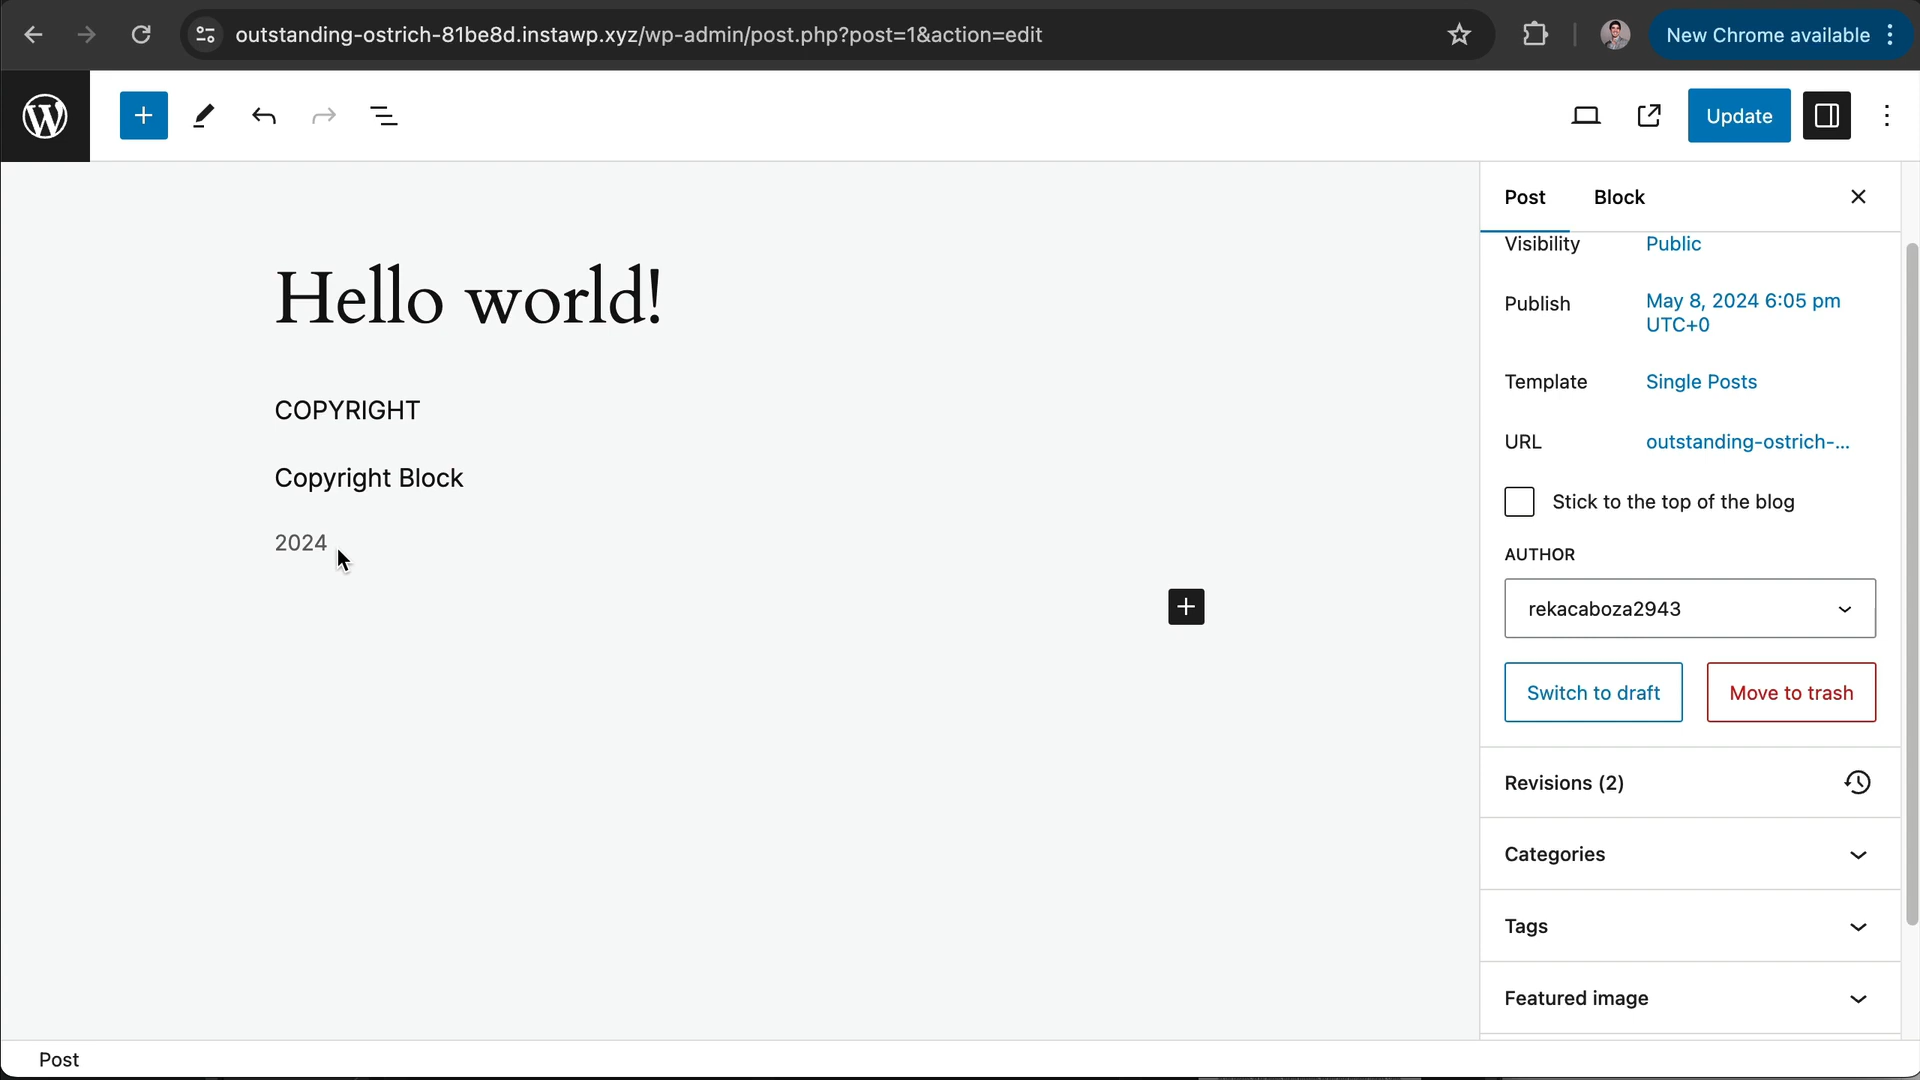 outstanding-ostrich-81be8d.instawp.xyz/wp-admin/post.php?post=1&action=edit
New Chrome available
Update
Post Block
Hello world!
COPYRIGHT
Copyright Block
2024
Visibility Public
Publish May 8, 2024 6:05 pm
UTC+0
Template Single Posts
URL outstanding-ostrich-...
Stick to the top of the blog
AUTHOR
rekacaboza2943
Switch to draft Move to trash
Revisions (2)
Categories
Tags
Featured image
Post